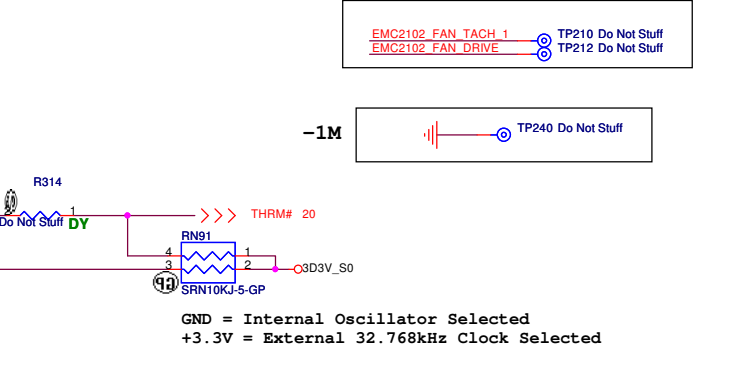 EMC2102_FAN_TACH_1
TP210 Do Not Stuff
EMC2102_FAN_DRIVE
TP212 Do Not Stuff
-1M
TP240 Do Not Stuff
R314
1
Do Not Stuff
DY
THRM# 20
RN91
4 1
3 2
3D3V_S0
GP
SRN10KJ-5-GP
GND = Internal Oscillator Selected
+3.3V = External 32.768kHz Clock Selected